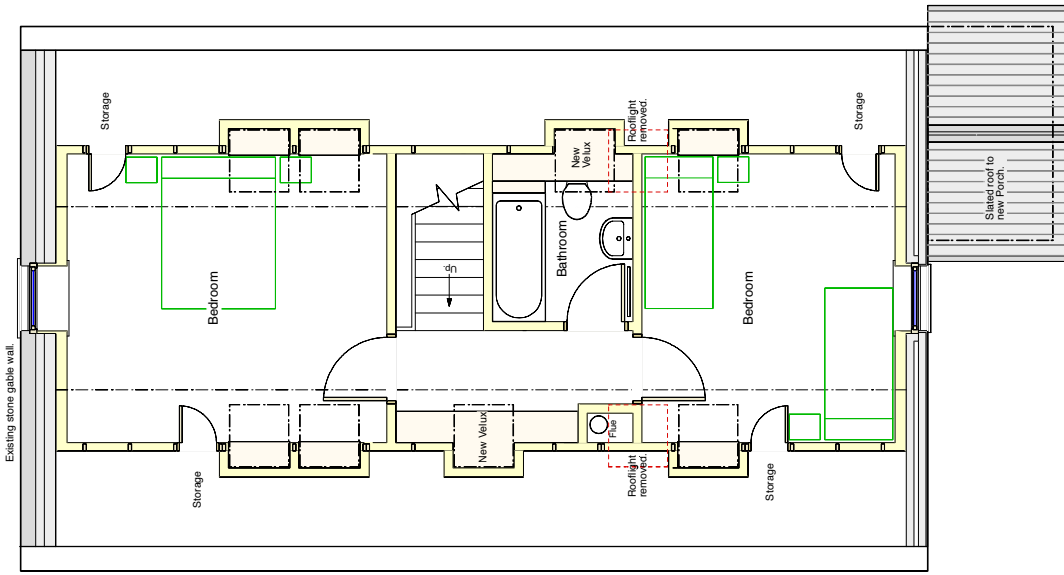 Existing stone gable wall.
Storage
Storage
Bedroom
Up.
Bathroom
New
Velux
Rooflight
removed.
New Velux
Flue
Rooflight
removed.
Bedroom
Storage
Storage
Slated roof to
new Porch.